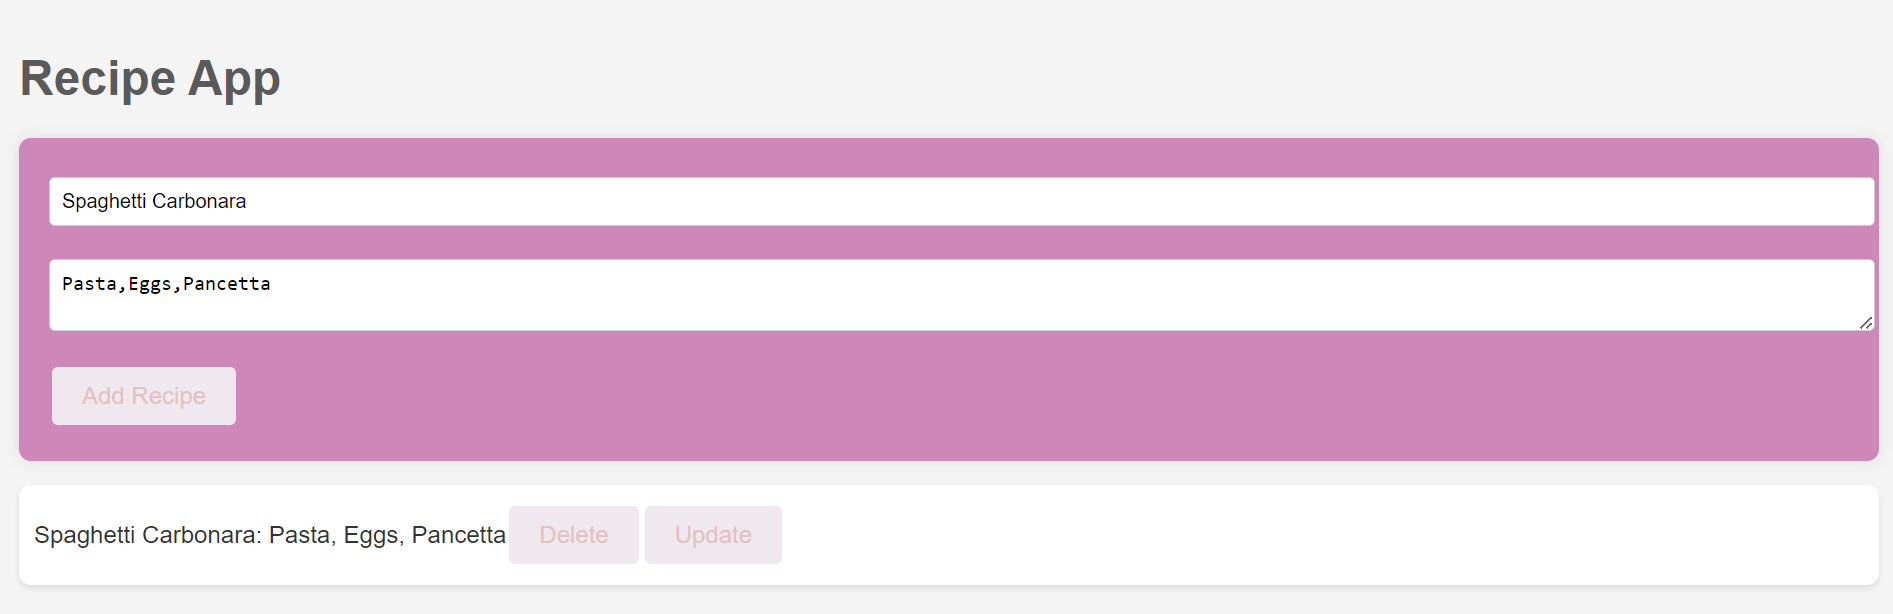 Recipe App
Spaghetti Carbonara
Pasta,Eggs,Pancetta
Add Recipe
Spaghetti Carbonara: Pasta, Eggs, Pancetta Delete Update